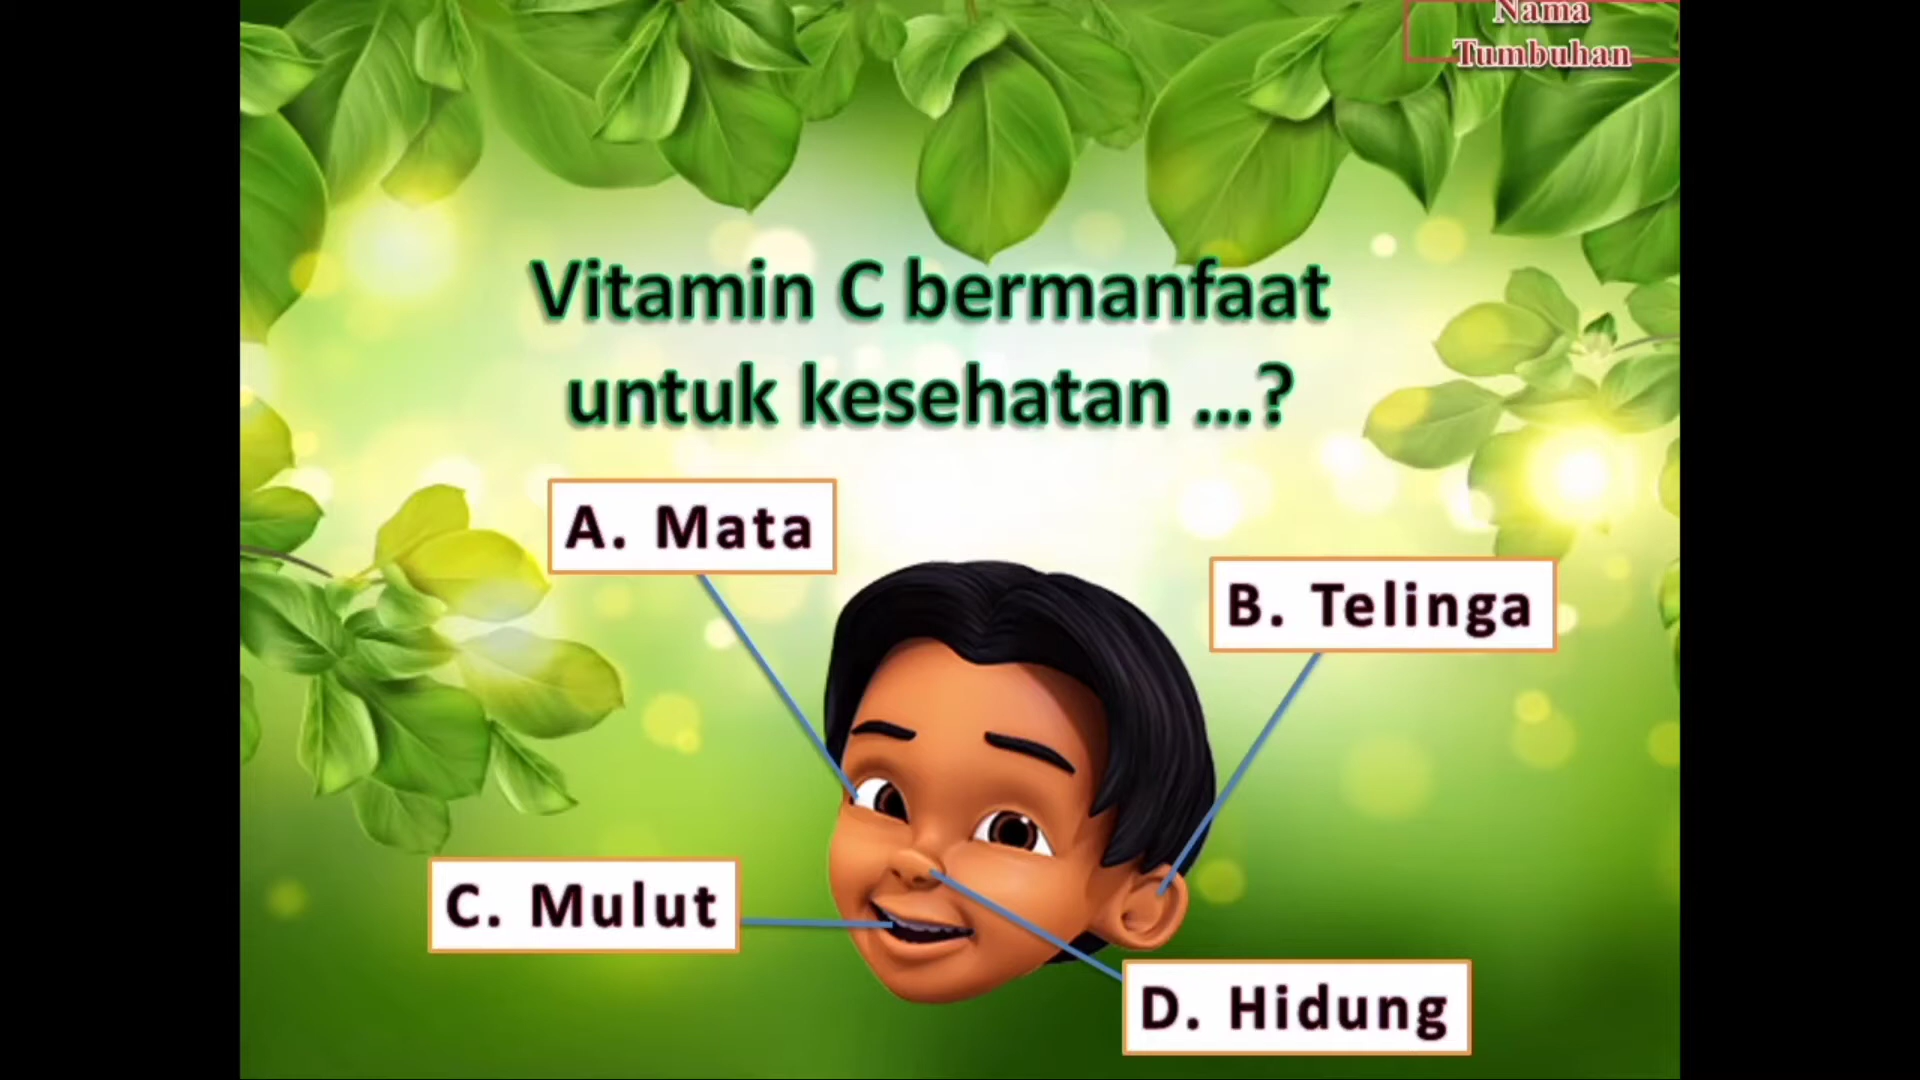 Nama
Tumbuhan
Vitamin C bermanfaat
untuk kesehatan ...?
A. Mata
B. Telinga
C. Mulut
D. Hidung